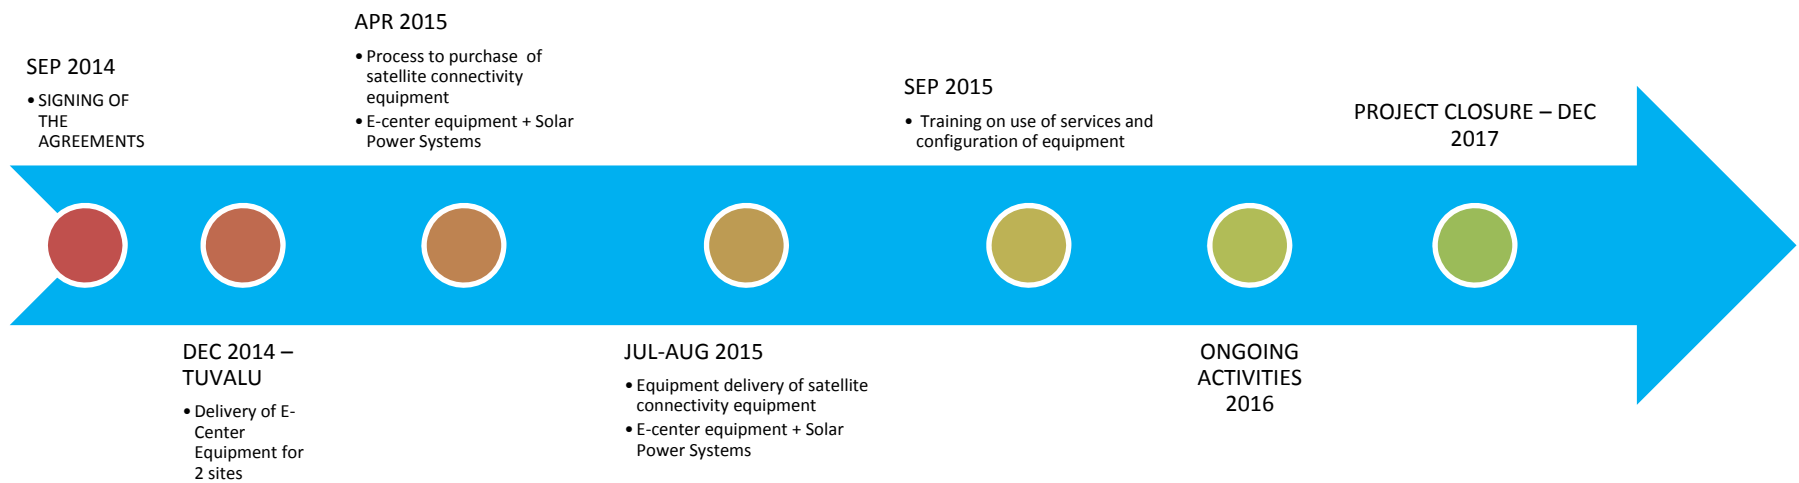 SEP 2014
• SIGNING OF
THE
AGREEMENTS
DEC 2014 –
TUVALU
• Delivery of E-
Center
Equipment for
2 sites
APR 2015
• Process to purchase of
satellite connectivity
equipment
• E-center equipment + Solar
Power Systems
JUL-AUG 2015
• Equipment delivery of satellite
connectivity equipment
• E-center equipment + Solar
Power Systems
SEP 2015
• Training on use of services and
configuration of equipment
ONGOING
ACTIVITIES
2016
PROJECT CLOSURE – DEC
2017